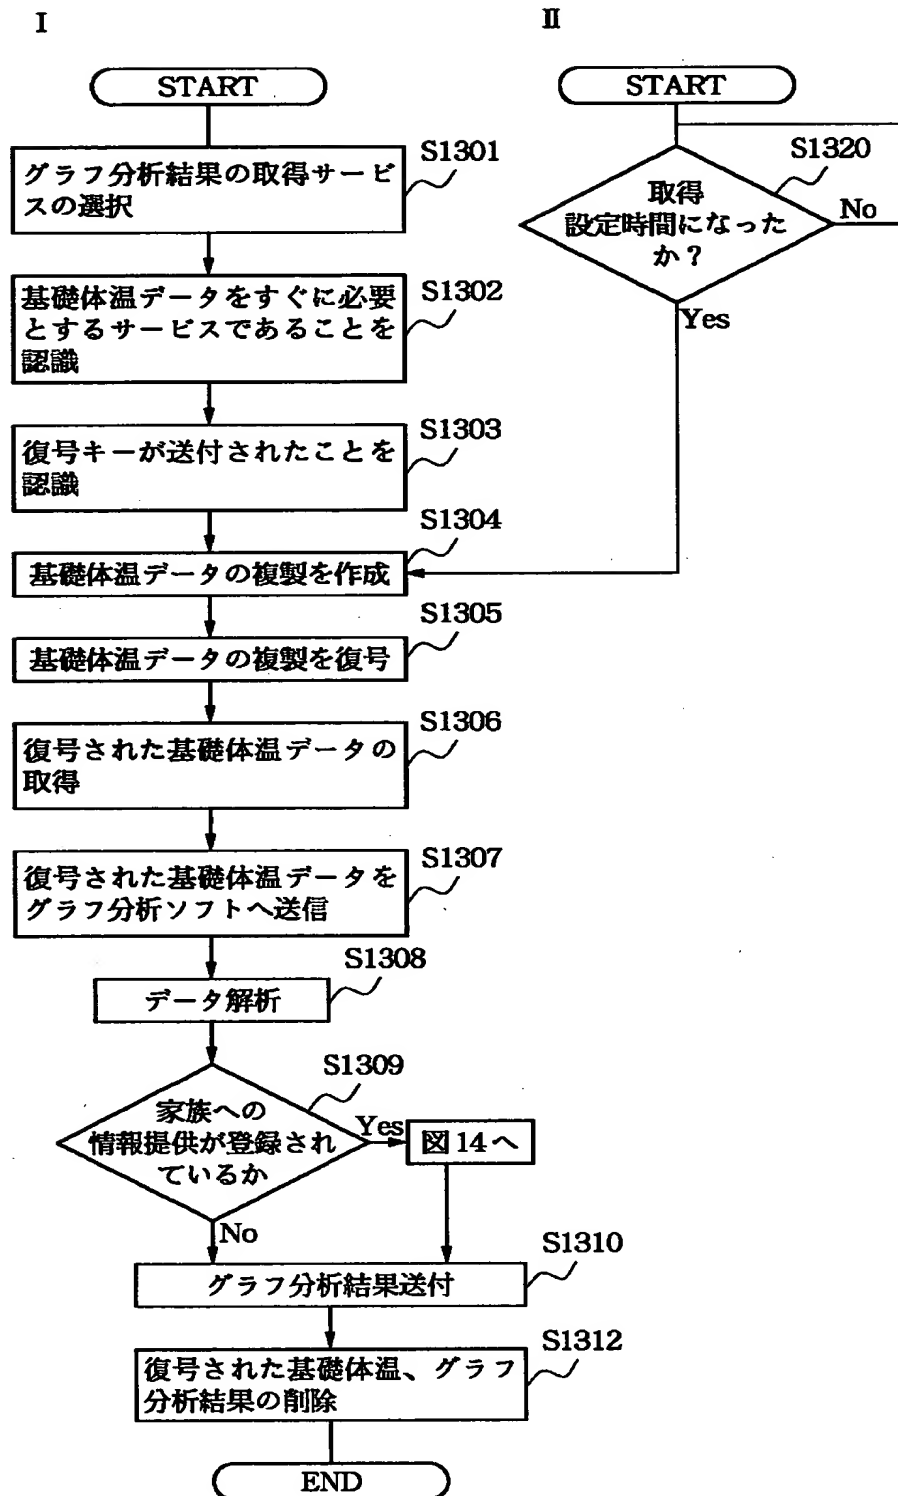 I
START
S1301
グラフ分析結果の取得サービ
スの選択
S1302
基礎体温データをすぐに必要
とするサービスであることを
認識
S1303
復号キーが送付されたことを
認識
S1304
基礎体温データの複製を作成
S1305
基礎体温データの複製を復号
S1306
復号された基礎体温データの
取得
S1307
復号された基礎体温データを
グラフ分析ソフトへ送信
S1308
データ解析
S1309
家族への
情報提供が登録され
ているか
Yes
図14へ
No
S1310
グラフ分析結果送付
S1312
復号された基礎体温、グラフ
分析結果の削除
END
II
START
S1320
取得
設定時間になった
か？
No
Yes